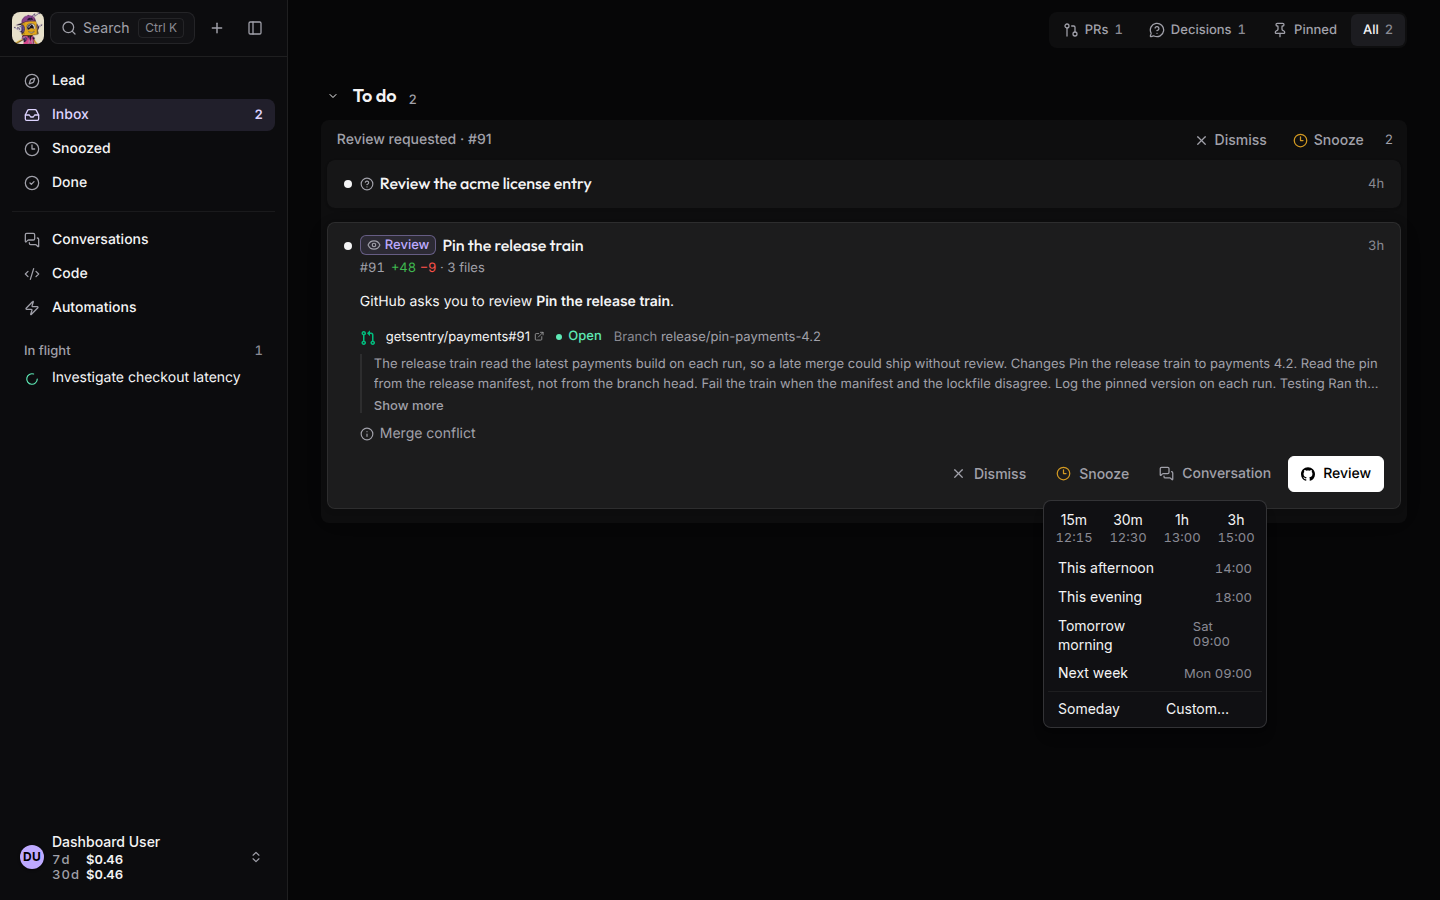 Search Ctrl K
PRs 1 Decisions 1 Pinned All 2
Lead
Inbox 2
Snoozed
Done
Conversations
Code
Automations
In flight 1
Investigate checkout latency
Dashboard User
DU
7d $0.46
30d $0.46
To do 2
Review requested · #91 Dismiss Snooze 2
Review the acme license entry 4h
Review Pin the release train 3h
#91 +48 −9 · 3 files
GitHub asks you to review Pin the release train.
getsentry/payments#91 Open Branch release/pin-payments-4.2
The release train read the latest payments build on each run, so a late merge could ship without review. Changes Pin the release train to payments 4.2. Read the pin
from the release manifest, not from the branch head. Fail the train when the manifest and the lockfile disagree. Log the pinned version on each run. Testing Ran th...
Show more
Merge conflict
Dismiss Snooze Conversation Review
15m 30m 1h 3h
12:15 12:30 13:00 15:00
This afternoon 14:00
This evening 18:00
Tomorrow Sat
morning 09:00
Next week Mon 09:00
Someday Custom...